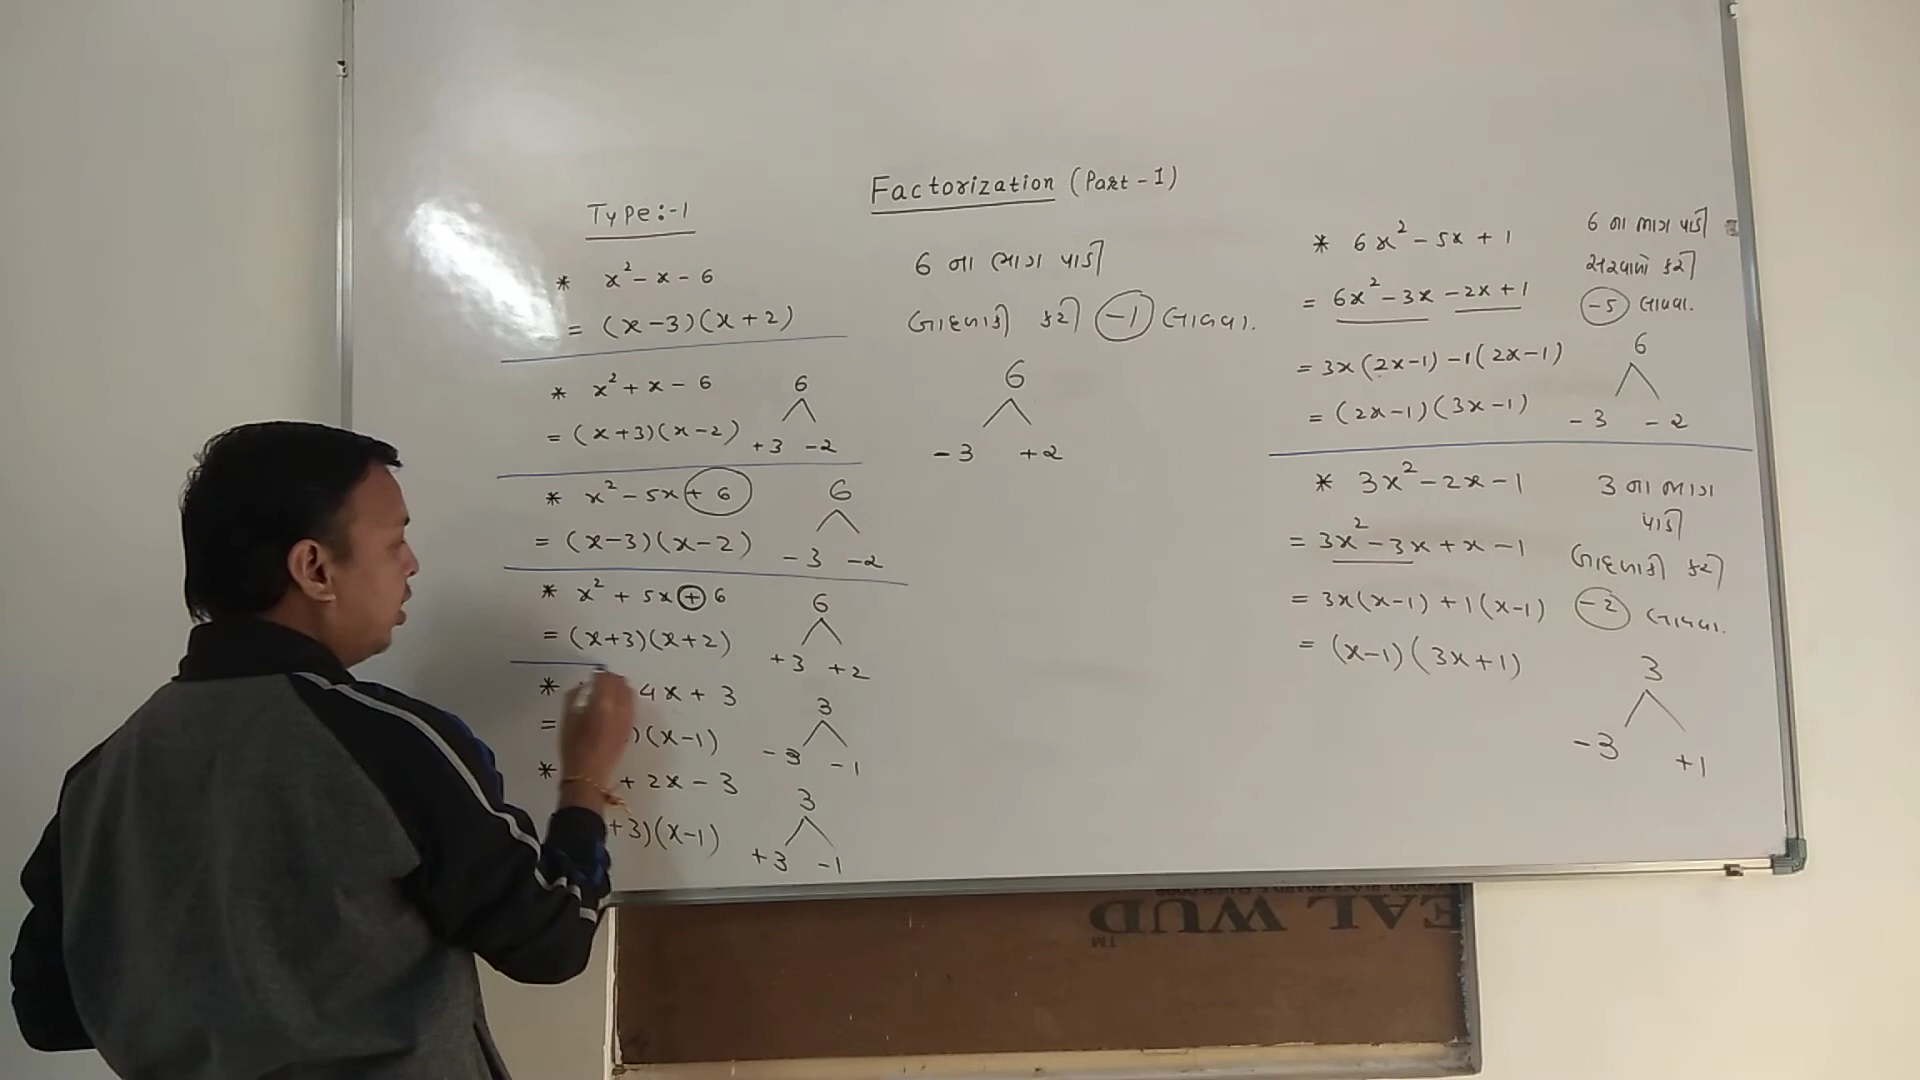 Factorization (Part-1)
Type:-1
* x² - x - 6
= (x-3)(x+2)
* x² + x - 6
= (x+3)(x-2)
6
+3 -2
* x² - 5x + 6
= (x-3)(x-2)
6
-3 -2
* x² + 5x + 6
= (x+3)(x+2)
6
+3 +2
* 4x + 3
= )(x-1)
3
-3 -1
* + 2x - 3
+3)(x-1)
3
+3 -1
6 ના ભાગ પાડી
બાદબાકી કરી -1 લાવવા.
6
-3 +2
* 6x² - 5x + 1
= 6x² - 3x - 2x + 1
= 3x(2x-1) -1(2x-1)
= (2x-1)(3x-1)
6 ના ભાગ પાડી
સરવાળો કરી
-5 લાવવા.
6
-3 -2
* 3x² - 2x - 1
= 3x² - 3x + x - 1
= 3x(x-1) + 1(x-1)
= (x-1)(3x+1)
3 ના ભાગ
પાડી
બાદબાકી કરી
-2 લાવવા.
3
-3 +1
EAL WUD
TM